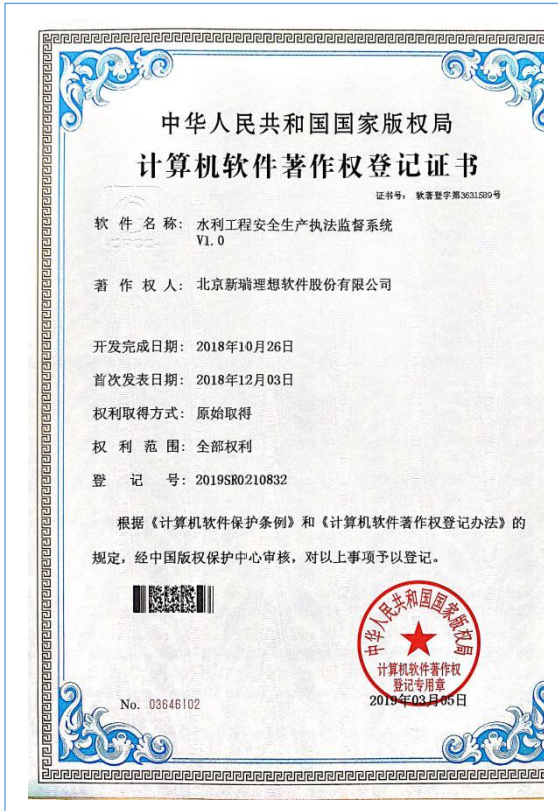 中华人民共和国国家版权局
计算机软件著作权登记证书
证书号: 软著登字第3631589号
软件名称: 水利工程安全生产执法监督系统
V1.0
著作权人: 北京新瑞理想软件股份有限公司
开发完成日期: 2018年10月26日
首次发表日期: 2018年12月03日
权利取得方式: 原始取得
权利范围: 全部权利
登记号: 2019SR0210832
根据《计算机软件保护条例》和《计算机软件著作权登记办法》的
规定,经中国版权保护中心审核,对以上事项予以登记。
中华人民共和国国家版权局
计算机软件著作权
登记专用章
No. 03646102
2019年03月05日